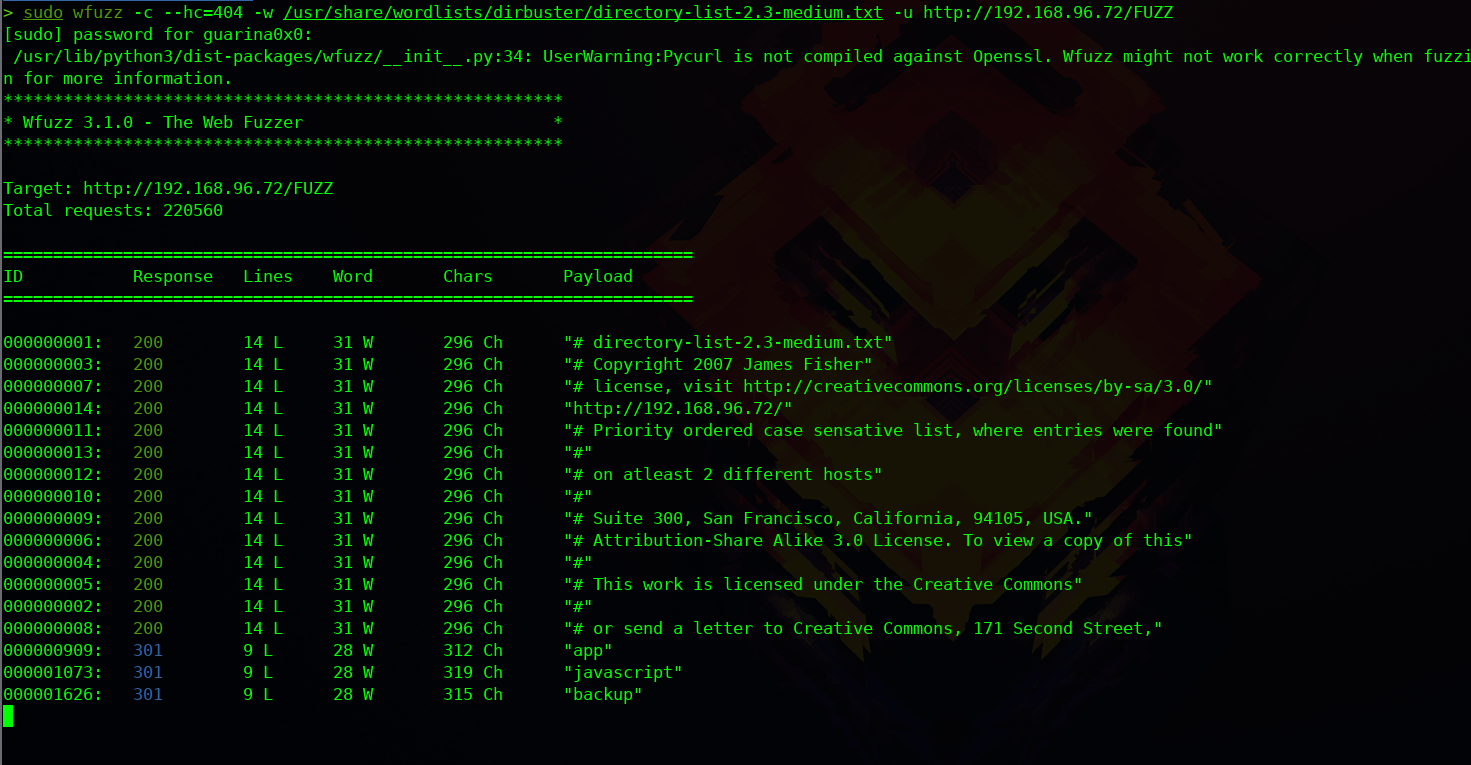 > sudo wfuzz -c --hc=404 -w /usr/share/wordlists/dirbuster/directory-list-2.3-medium.txt -u http://192.168.96.72/FUZZ
[sudo] password for guarina0x0:
 /usr/lib/python3/dist-packages/wfuzz/__init__.py:34: UserWarning:Pycurl is not compiled against Openssl. Wfuzz might not work correctly when fuzzi
n for more information.
********************************************************
* Wfuzz 3.1.0 - The Web Fuzzer                         *
********************************************************
Target: http://192.168.96.72/FUZZ
Total requests: 220560
=====================================================================
ID           Response   Lines    Word       Chars       Payload
=====================================================================
000000001:   200        14 L     31 W       296 Ch      "# directory-list-2.3-medium.txt"
000000003:   200        14 L     31 W       296 Ch      "# Copyright 2007 James Fisher"
000000007:   200        14 L     31 W       296 Ch      "# license, visit http://creativecommons.org/licenses/by-sa/3.0/"
000000014:   200        14 L     31 W       296 Ch      "http://192.168.96.72/"
000000011:   200        14 L     31 W       296 Ch      "# Priority ordered case sensative list, where entries were found"
000000013:   200        14 L     31 W       296 Ch      "#"
000000012:   200        14 L     31 W       296 Ch      "# on atleast 2 different hosts"
000000010:   200        14 L     31 W       296 Ch      "#"
000000009:   200        14 L     31 W       296 Ch      "# Suite 300, San Francisco, California, 94105, USA."
000000006:   200        14 L     31 W       296 Ch      "# Attribution-Share Alike 3.0 License. To view a copy of this"
000000004:   200        14 L     31 W       296 Ch      "#"
000000005:   200        14 L     31 W       296 Ch      "# This work is licensed under the Creative Commons"
000000002:   200        14 L     31 W       296 Ch      "#"
000000008:   200        14 L     31 W       296 Ch      "# or send a letter to Creative Commons, 171 Second Street,"
000000909:   301        9 L      28 W       312 Ch      "app"
000001073:   301        9 L      28 W       319 Ch      "javascript"
000001626:   301        9 L      28 W       315 Ch      "backup"